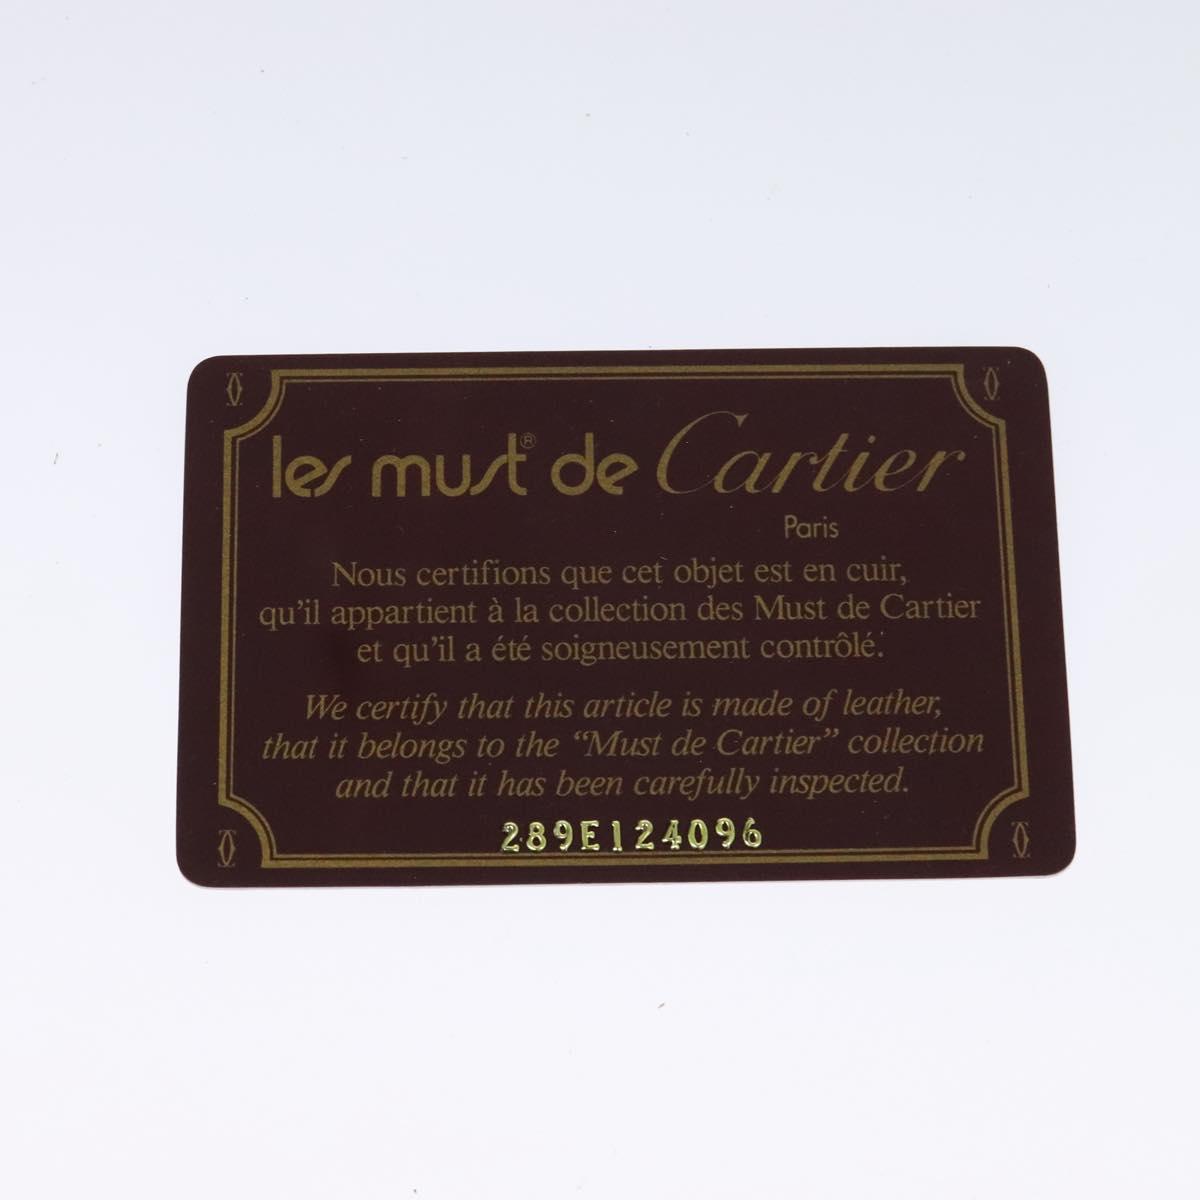 les must® de Cartier
Paris
Nous certifions que cet objet est en cuir,
qu'il appartient à la collection des Must de Cartier
et qu'il a été soigneusement contrôlé.
We certify that this article is made of leather,
that it belongs to the “Must de Cartier” collection
and that it has been carefully inspected.
289E124096